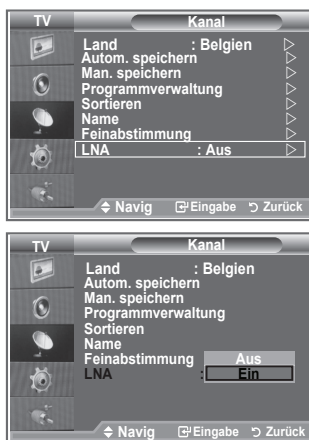 TV Kanal
Land : Belgien
Autom. speichern
Man. speichern
Programmverwaltung
Sortieren
Name
Feinabstimmung
LNA : Aus
Navig Eingabe Zurück
TV Kanal
Land : Belgien
Autom. speichern
Man. speichern
Programmverwaltung
Sortieren
Name
Feinabstimmung Aus
LNA : Ein
Navig Eingabe Zurück